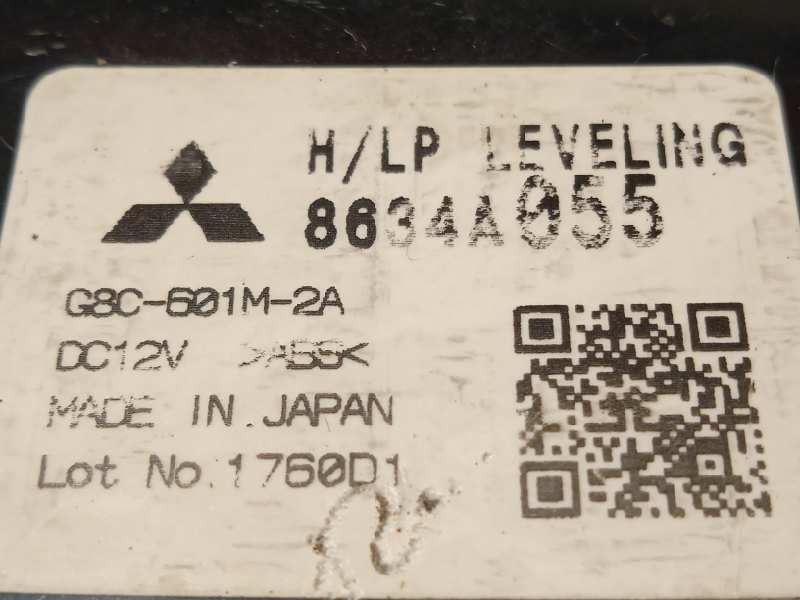 H/LP LEVELING
8634A055
G8C-601M-2A
DC12V >ABS<
MADE IN JAPAN
Lot No. 1760D1